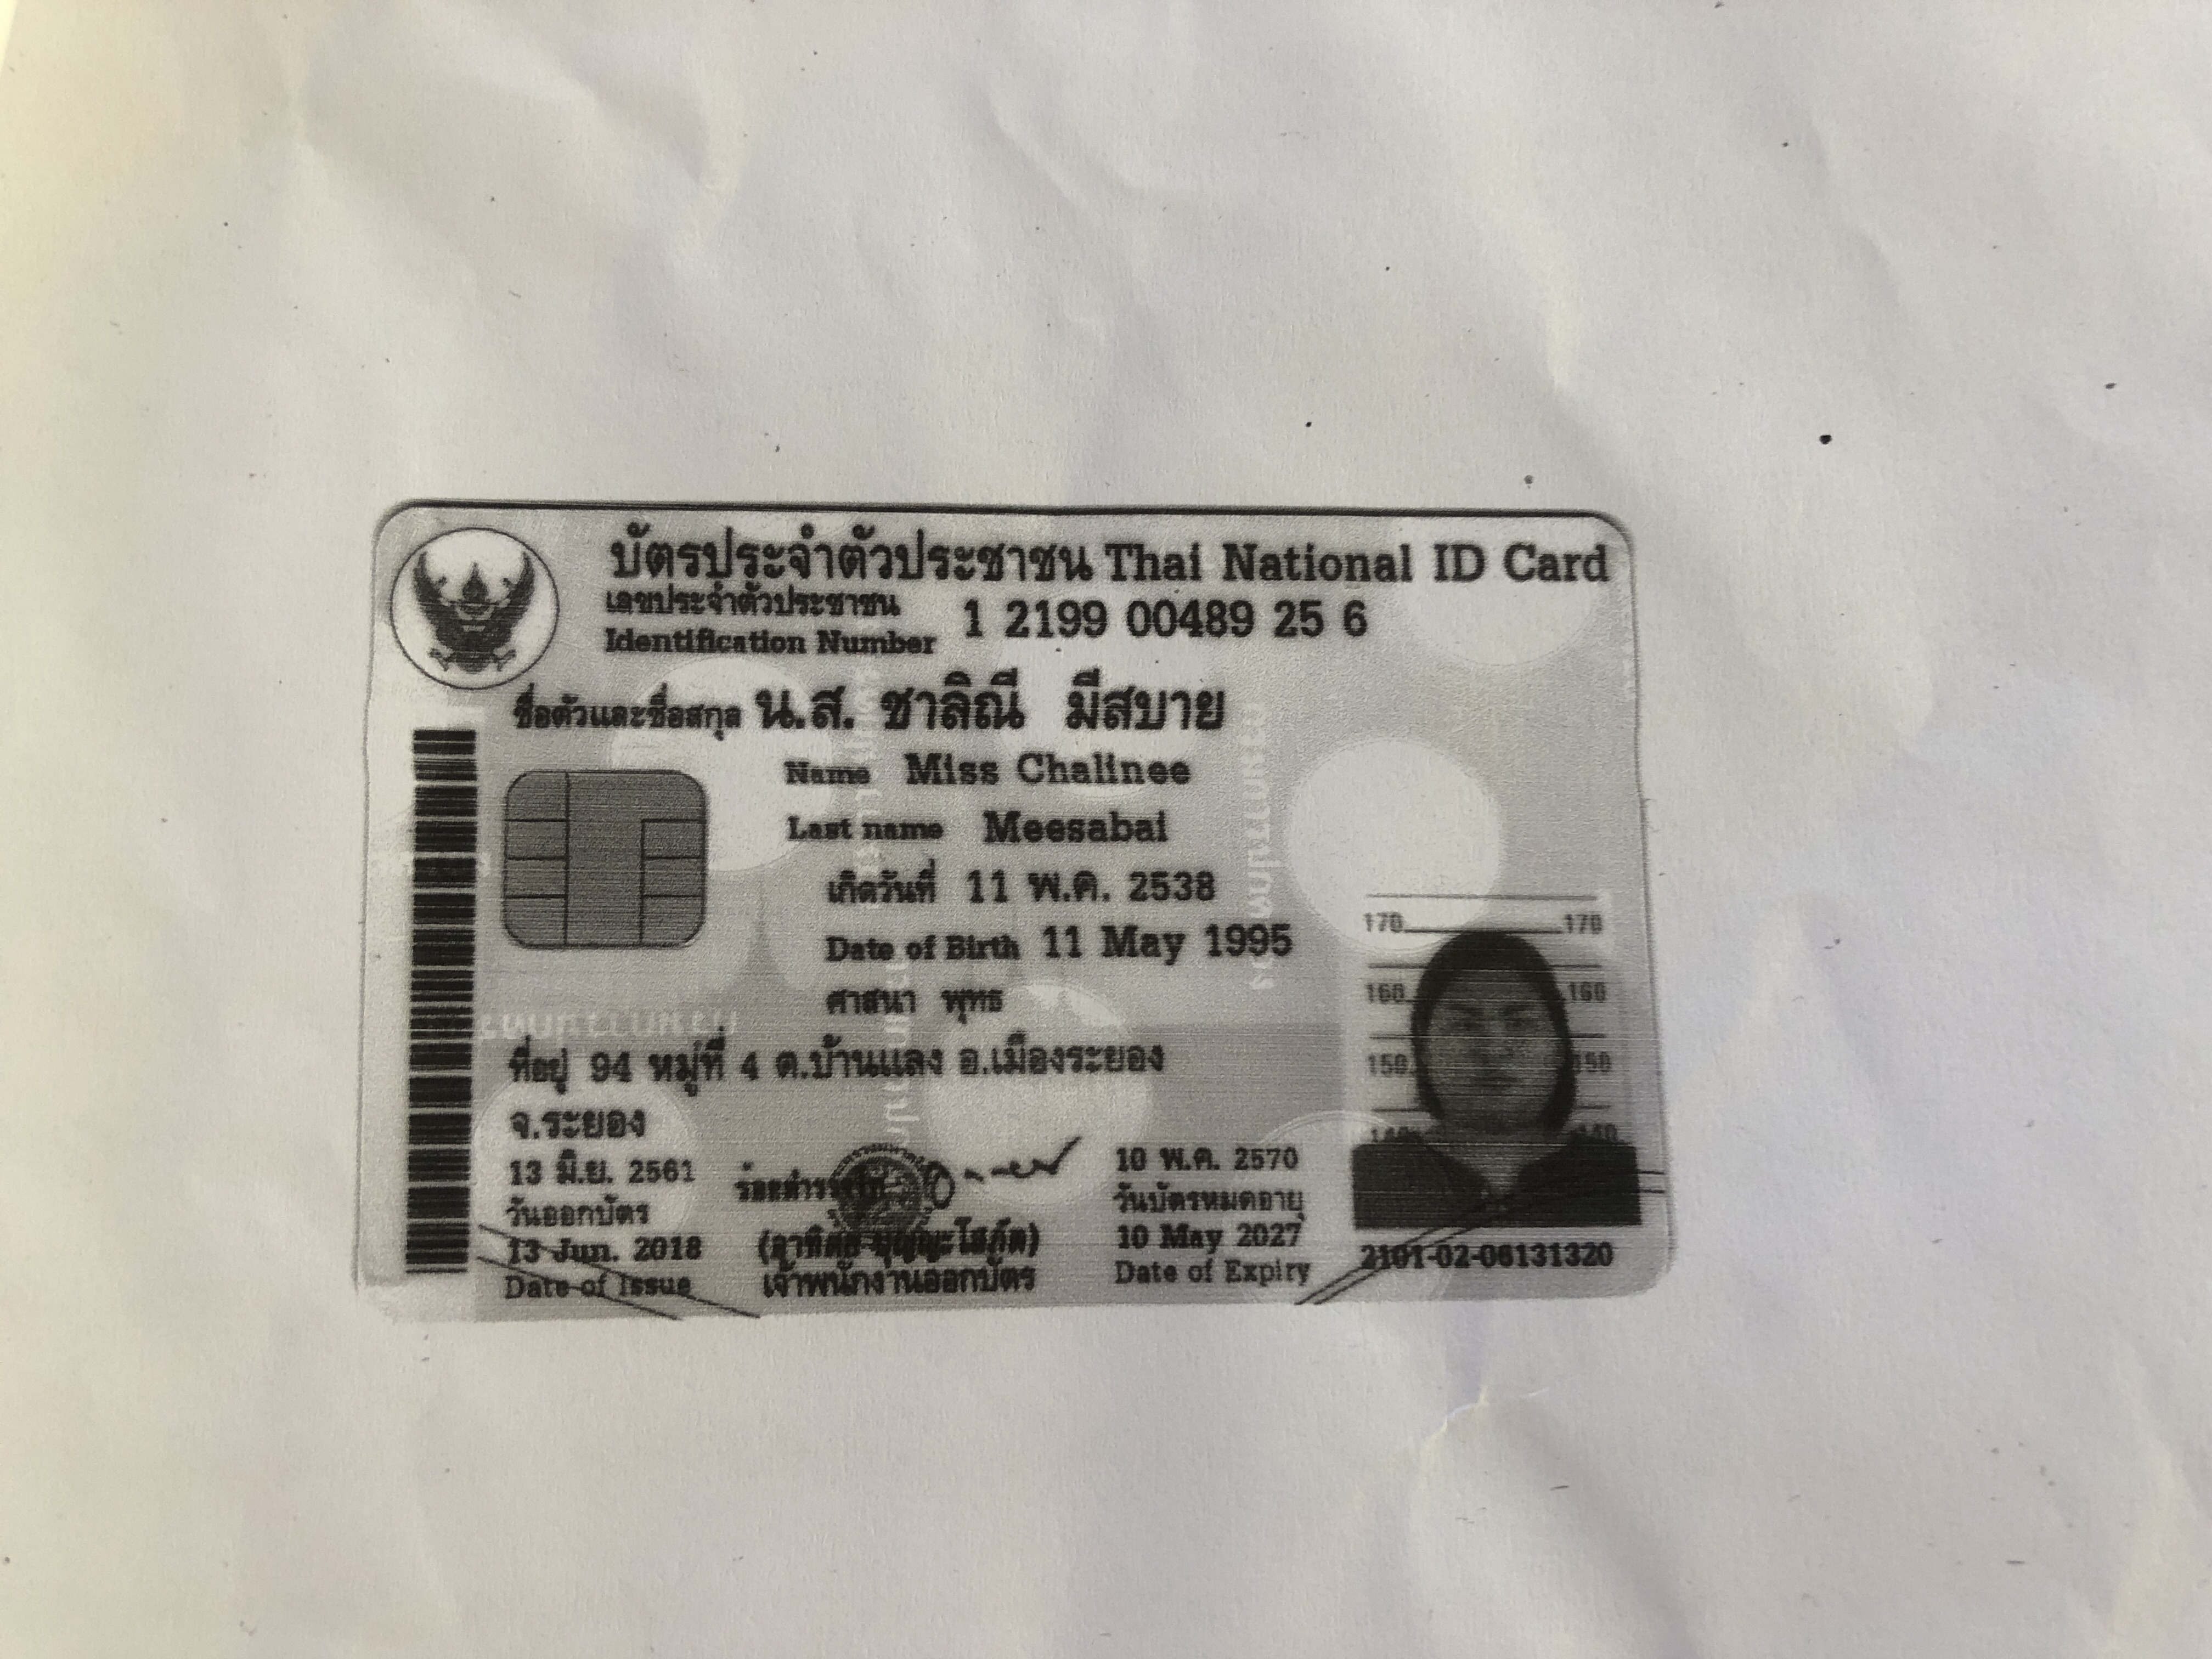 บัตรประจำตัวประชาชน Thai National ID Card
เลขประจำตัวประชาชน
Identification Number 1 2199 00489 25 6
ชื่อตัวและชื่อสกุล น.ส. ชาลิณี มีสบาย
Name Miss Chalinee
Last name Meesabai
เกิดวันที่ 11 พ.ค. 2538
Date of Birth 11 May 1995
ศาสนา พุทธ
ที่อยู่ 94 หมู่ที่ 4 ต.บ้านแลง อ.เมืองระยอง
จ.ระยอง
13 มิ.ย. 2561
วันออกบัตร
13 Jun. 2018
Date of Issue
เจ้าพนักงานออกบัตร
10 พ.ค. 2570
วันบัตรหมดอายุ
10 May 2027
Date of Expiry
170 170
160 160
150 150
140 140
2101-02-06131320